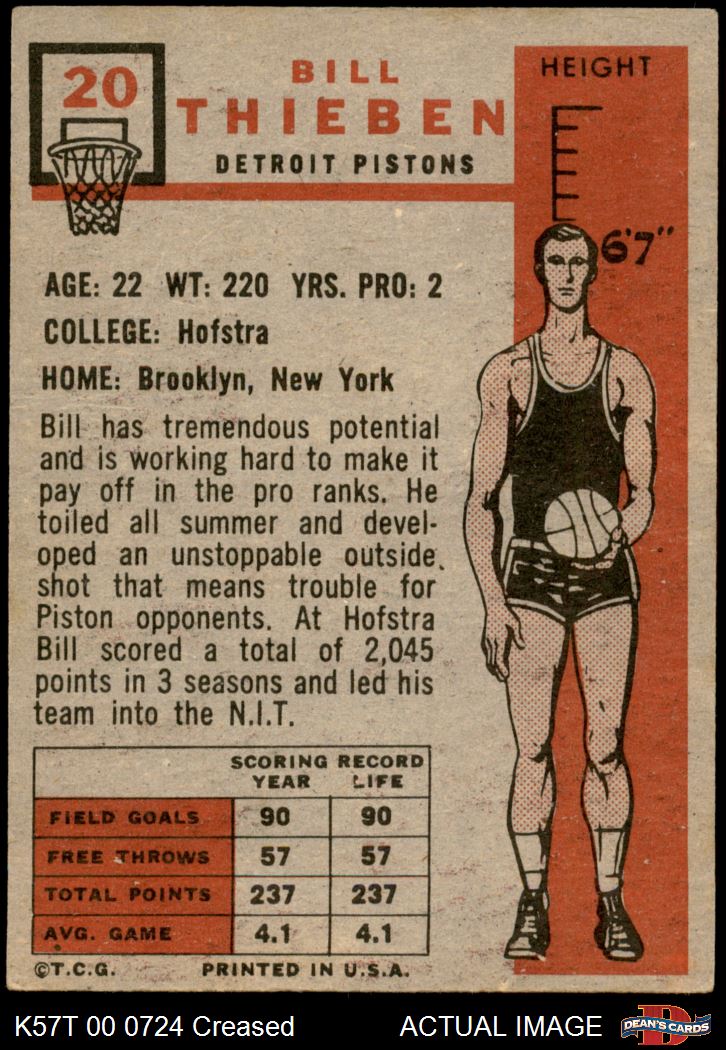 20
BILL
THIEBEN
DETROIT PISTONS
HEIGHT
6'7"
AGE: 22 WT: 220 YRS. PRO: 2
COLLEGE: Hofstra
HOME: Brooklyn, New York
Bill has tremendous potential
and is working hard to make it
pay off in the pro ranks. He
toiled all summer and devel-
oped an unstoppable outside
shot that means trouble for
Piston opponents. At Hofstra
Bill scored a total of 2,045
points in 3 seasons and led his
team into the N.I.T.
SCORING RECORD
YEAR LIFE
FIELD GOALS 90 90
FREE THROWS 57 57
TOTAL POINTS 237 237
AVG. GAME 4.1 4.1
©T.C.G. PRINTED IN U.S.A.
K57T 00 0724 Creased ACTUAL IMAGE
D
DEAN'S CARDS